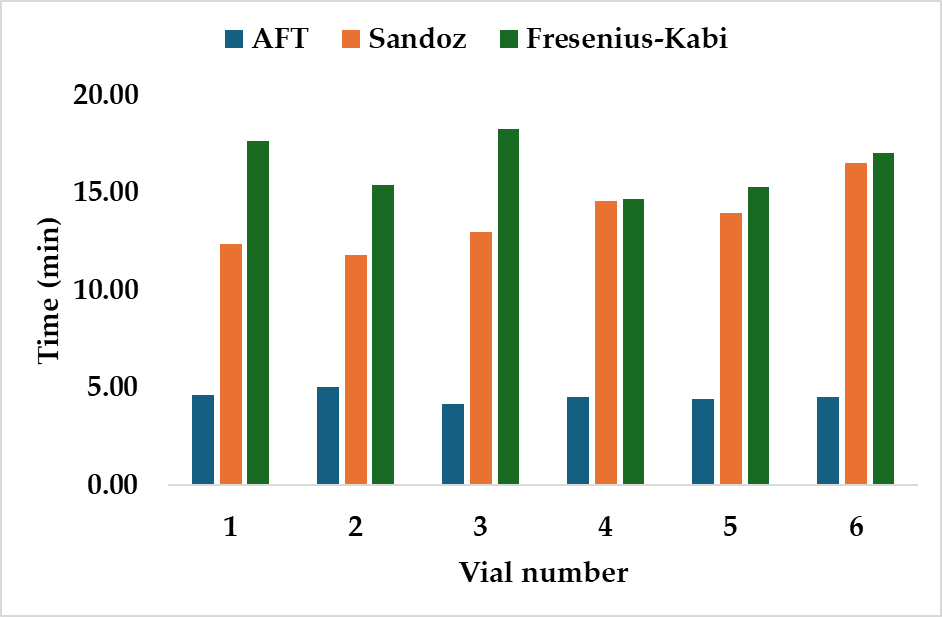 AFT Sandoz Fresenius-Kabi
20.00
15.00
10.00
5.00
0.00
Time (min)
1 2 3 4 5 6
Vial number